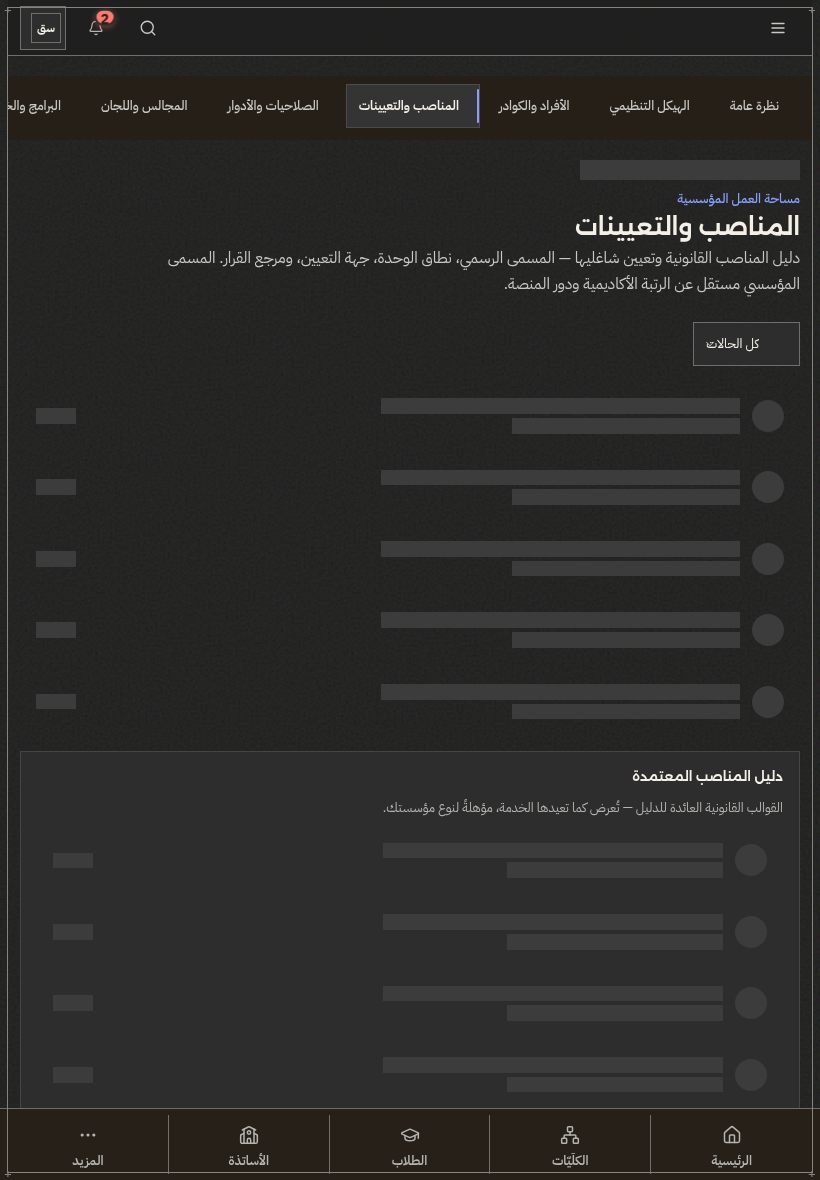 سق
2
نظرة عامة
الهيكل التنظيمي
الأفراد والكوادر
المناصب والتعيينات
الصلاحيات والأدوار
المجالس واللجان
البرامج
مساحة العمل المؤسسية
المناصب والتعيينات
دليل المناصب القانونية وتعيين شاغليها — المسمى الرسمي، نطاق الوحدة، جهة التعيين، ومرجع القرار. المسمى
المؤسسي مستقل عن الرتبة الأكاديمية ودور المنصة.
كل الحالات
دليل المناصب المعتمدة
القوالب القانونية العائدة للدليل — تُعرض كما تعيدها الخدمة، مؤهلةً لنوع مؤسستك.
الرئيسية
الكليّات
الطلاب
الأساتذة
المزيد